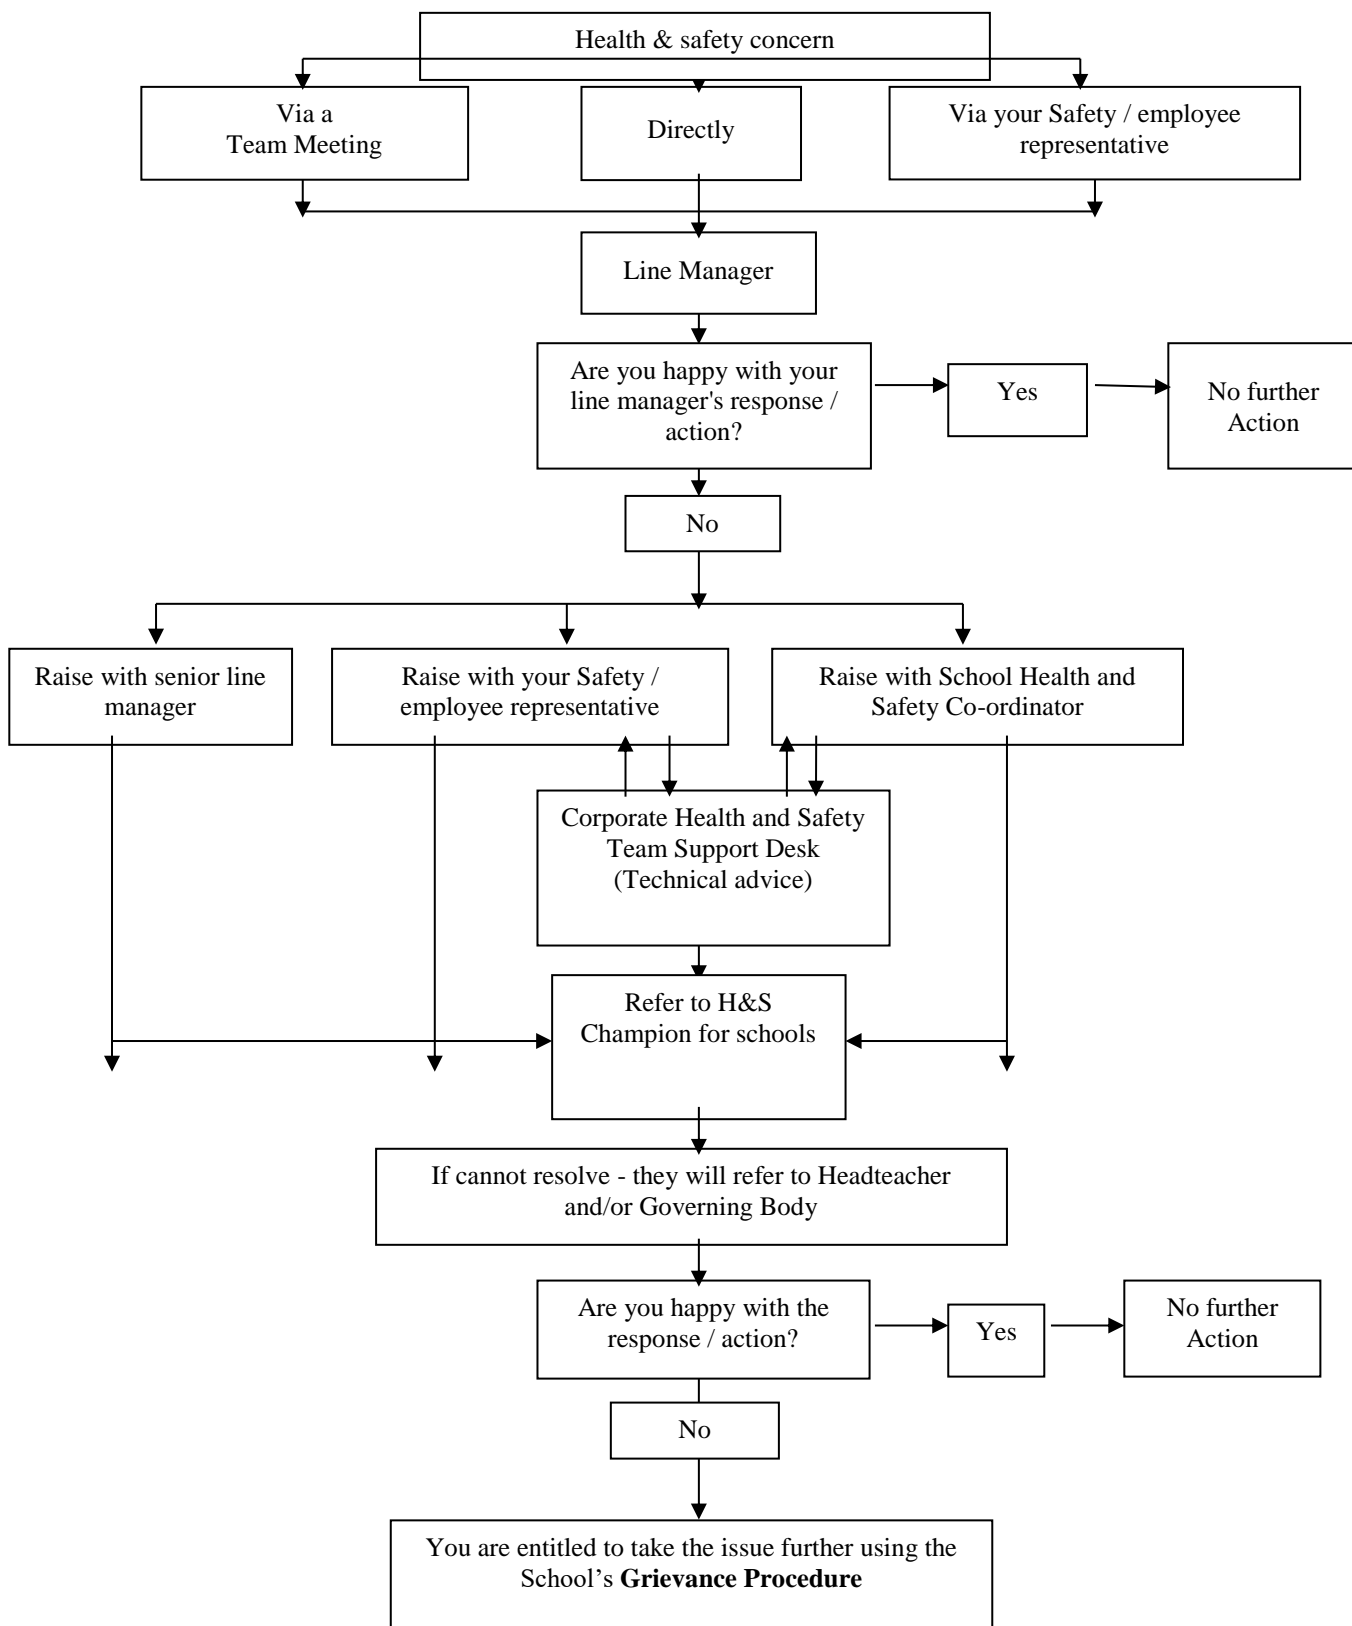 Health & safety concern
Via a
Team Meeting
Directly
Via your Safety / employee
representative
Line Manager
Are you happy with your
line manager's response /
action?
Yes
No further
Action
No
Raise with senior line
manager
Raise with your Safety /
employee representative
Raise with School Health and
Safety Co-ordinator
Corporate Health and Safety
Team Support Desk
(Technical advice)
Refer to H&S
Champion for schools
If cannot resolve - they will refer to Headteacher
and/or Governing Body
Are you happy with the
response / action?
Yes
No further
Action
No
You are entitled to take the issue further using the
School’s Grievance Procedure